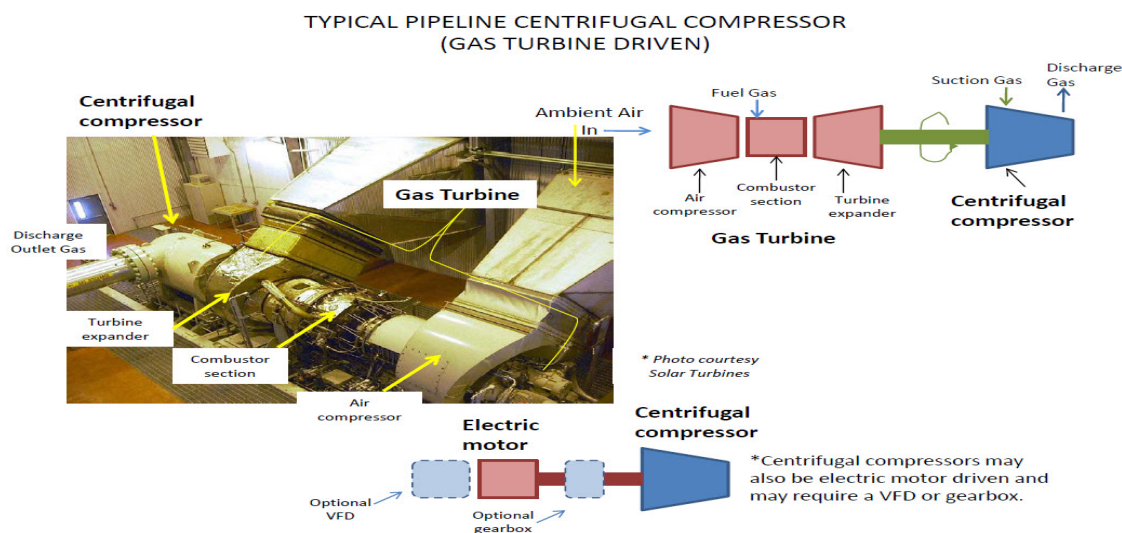 TYPICAL PIPELINE CENTRIFUGAL COMPRESSOR
(GAS TURBINE DRIVEN)
Centrifugal
compressor
Ambient Air
In
Gas Turbine
Discharge
Outlet Gas
Turbine
expander
Combustor
section
Air
compressor
* Photo courtesy
Solar Turbines
Fuel Gas
Suction Gas
Discharge
Gas
Air
compressor
Combustor
section
Turbine
expander
Gas Turbine
Centrifugal
compressor
Electric
motor
Centrifugal
compressor
Optional
VFD
Optional
gearbox
*Centrifugal compressors may
also be electric motor driven and
may require a VFD or gearbox.